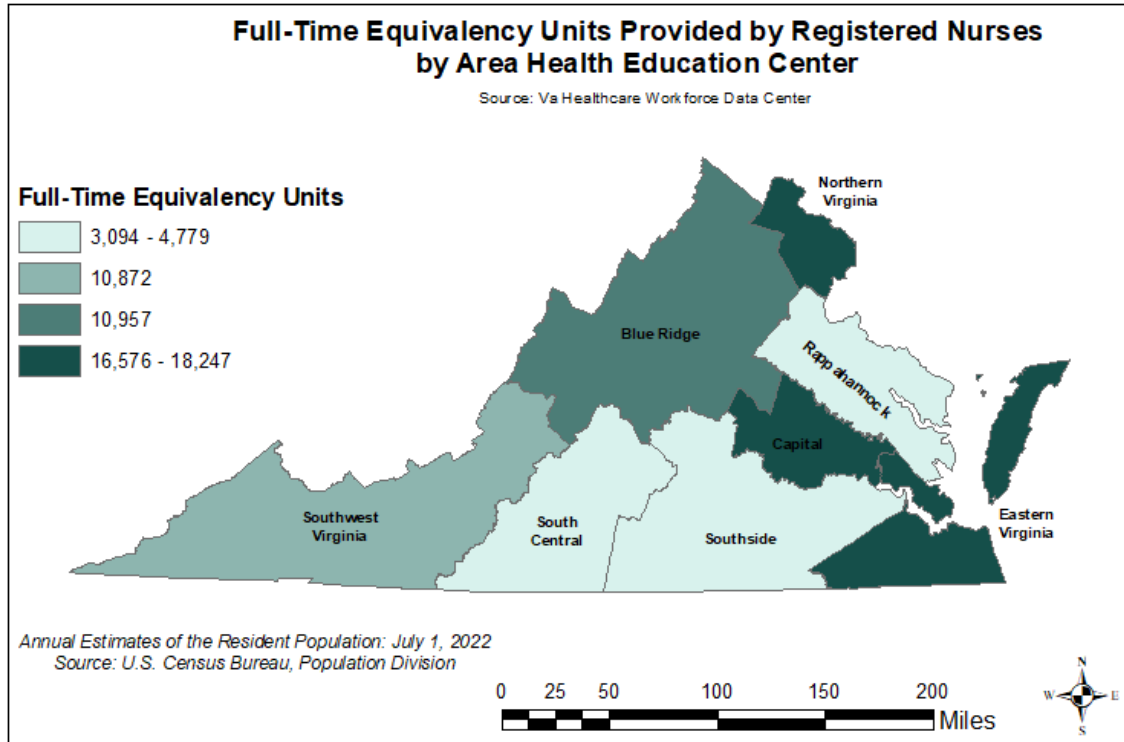 Full-Time Equivalency Units Provided by Registered Nurses
by Area Health Education Center
Source: Va Healthcare Workforce Data Center
Full-Time Equivalency Units
3,094 - 4,779
10,872
10,957
16,576 - 18,247
Northern
Virginia
Blue Ridge
Rappahannock
Capital
Southwest
Virginia
South
Central
Southside
Eastern
Virginia
Annual Estimates of the Resident Population: July 1, 2022
Source: U.S. Census Bureau, Population Division
0 25 50 100 150 200
Miles
N
W E
S